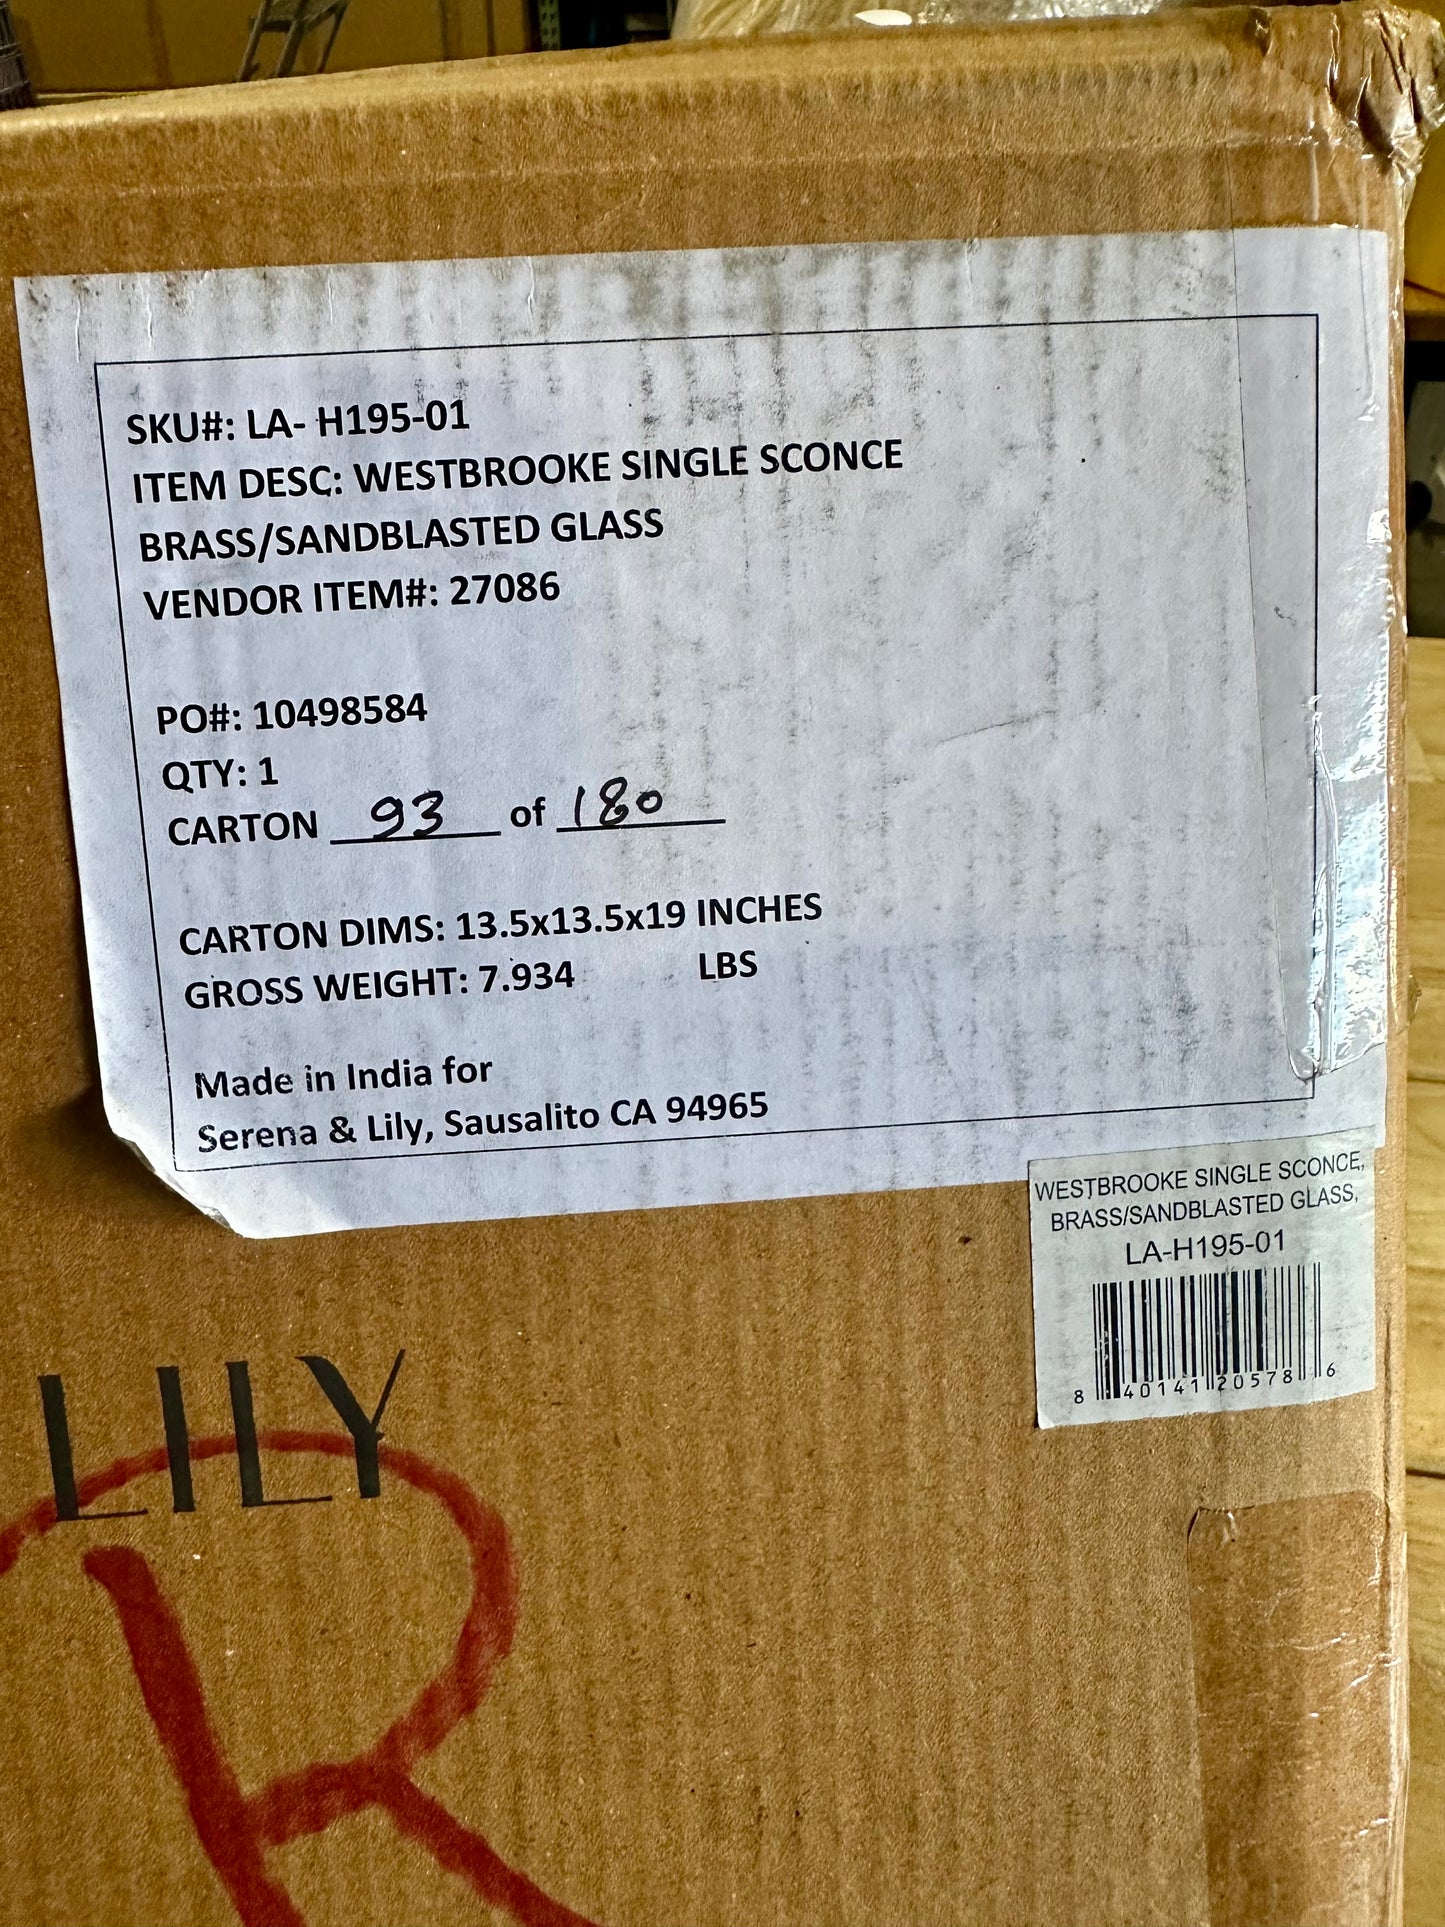 SKU#: LA- H195-01
ITEM DESC: WESTBROOKE SINGLE SCONCE
BRASS/SANDBLASTED GLASS
VENDOR ITEM#: 27086
PO#: 10498584
QTY: 1
CARTON 93 of 180
CARTON DIMS: 13.5x13.5x19 INCHES
GROSS WEIGHT: 7.934 LBS
Made in India for
Serena & Lily, Sausalito CA 94965
WESTBROOKE SINGLE SCONCE,
BRASS/SANDBLASTED GLASS,
LA-H195-01
8 40141 20578 6
LILY
R